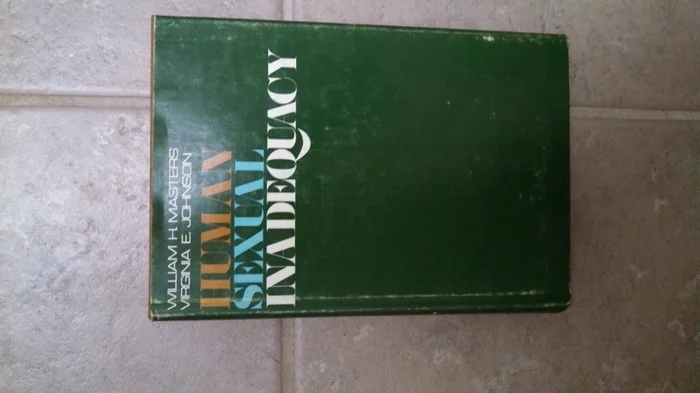 WILLIAM H. MASTERS
VIRGINIA E. JOHNSON
HUMAN
SEXUAL
INADEQUACY